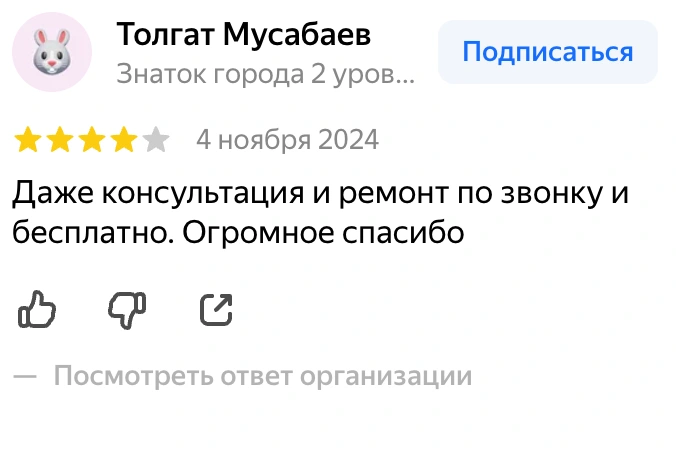 Толгат Мусабаев
Подписаться
Знаток города 2 уров...
4 ноября 2024
Даже консультация и ремонт по звонку и
бесплатно. Огромное спасибо
— Посмотреть ответ организации